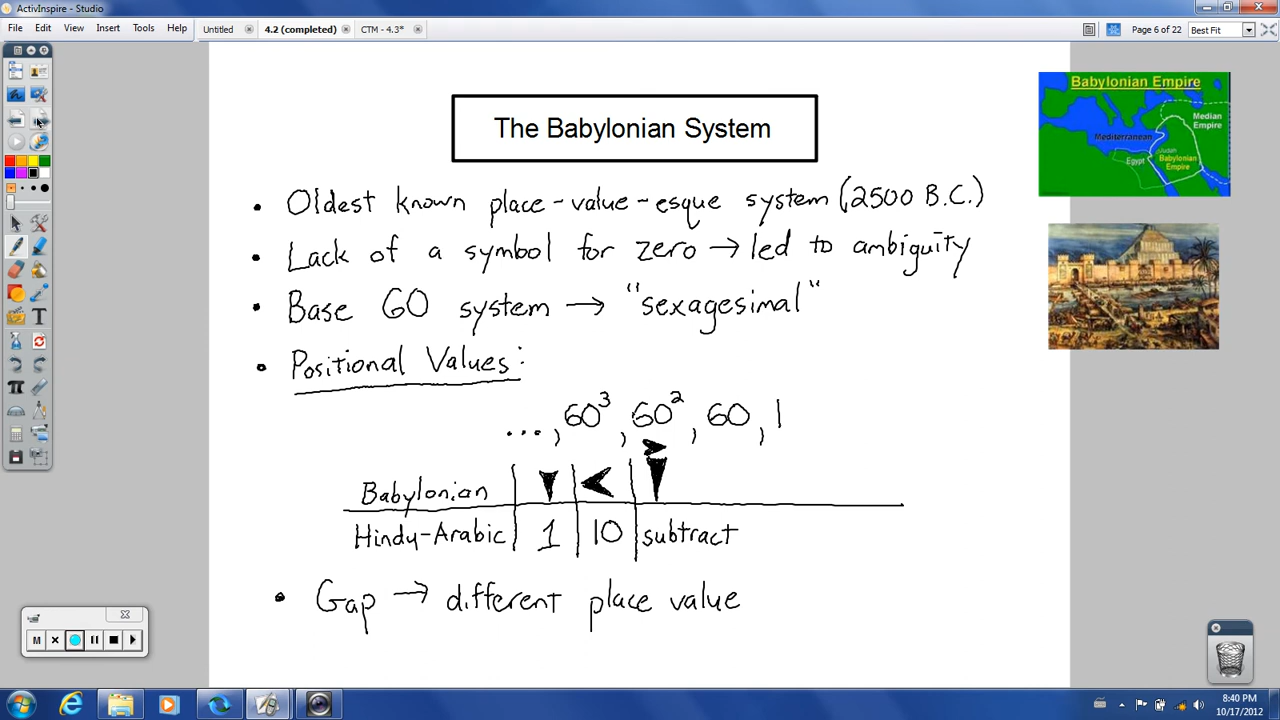 ActivInspire - Studio
File Edit View Insert Tools Help Untitled 4.2 (completed) CTM - 4.3* Page 6 of 22 Best Fit
The Babylonian System
Babylonian Empire
Median Empire
Mediterranean
Judah
Egypt
Babylonian Empire
• Oldest known place-value-esque system (2500 B.C.)
• Lack of a symbol for zero → led to ambiguity
• Base 60 system → "sexagesimal"
• Positional Values:
..., 60³, 60², 60, 1
Babylonian
Hindy-Arabic 1 10 subtract
• Gap → different place value
M
8:40 PM
10/17/2012